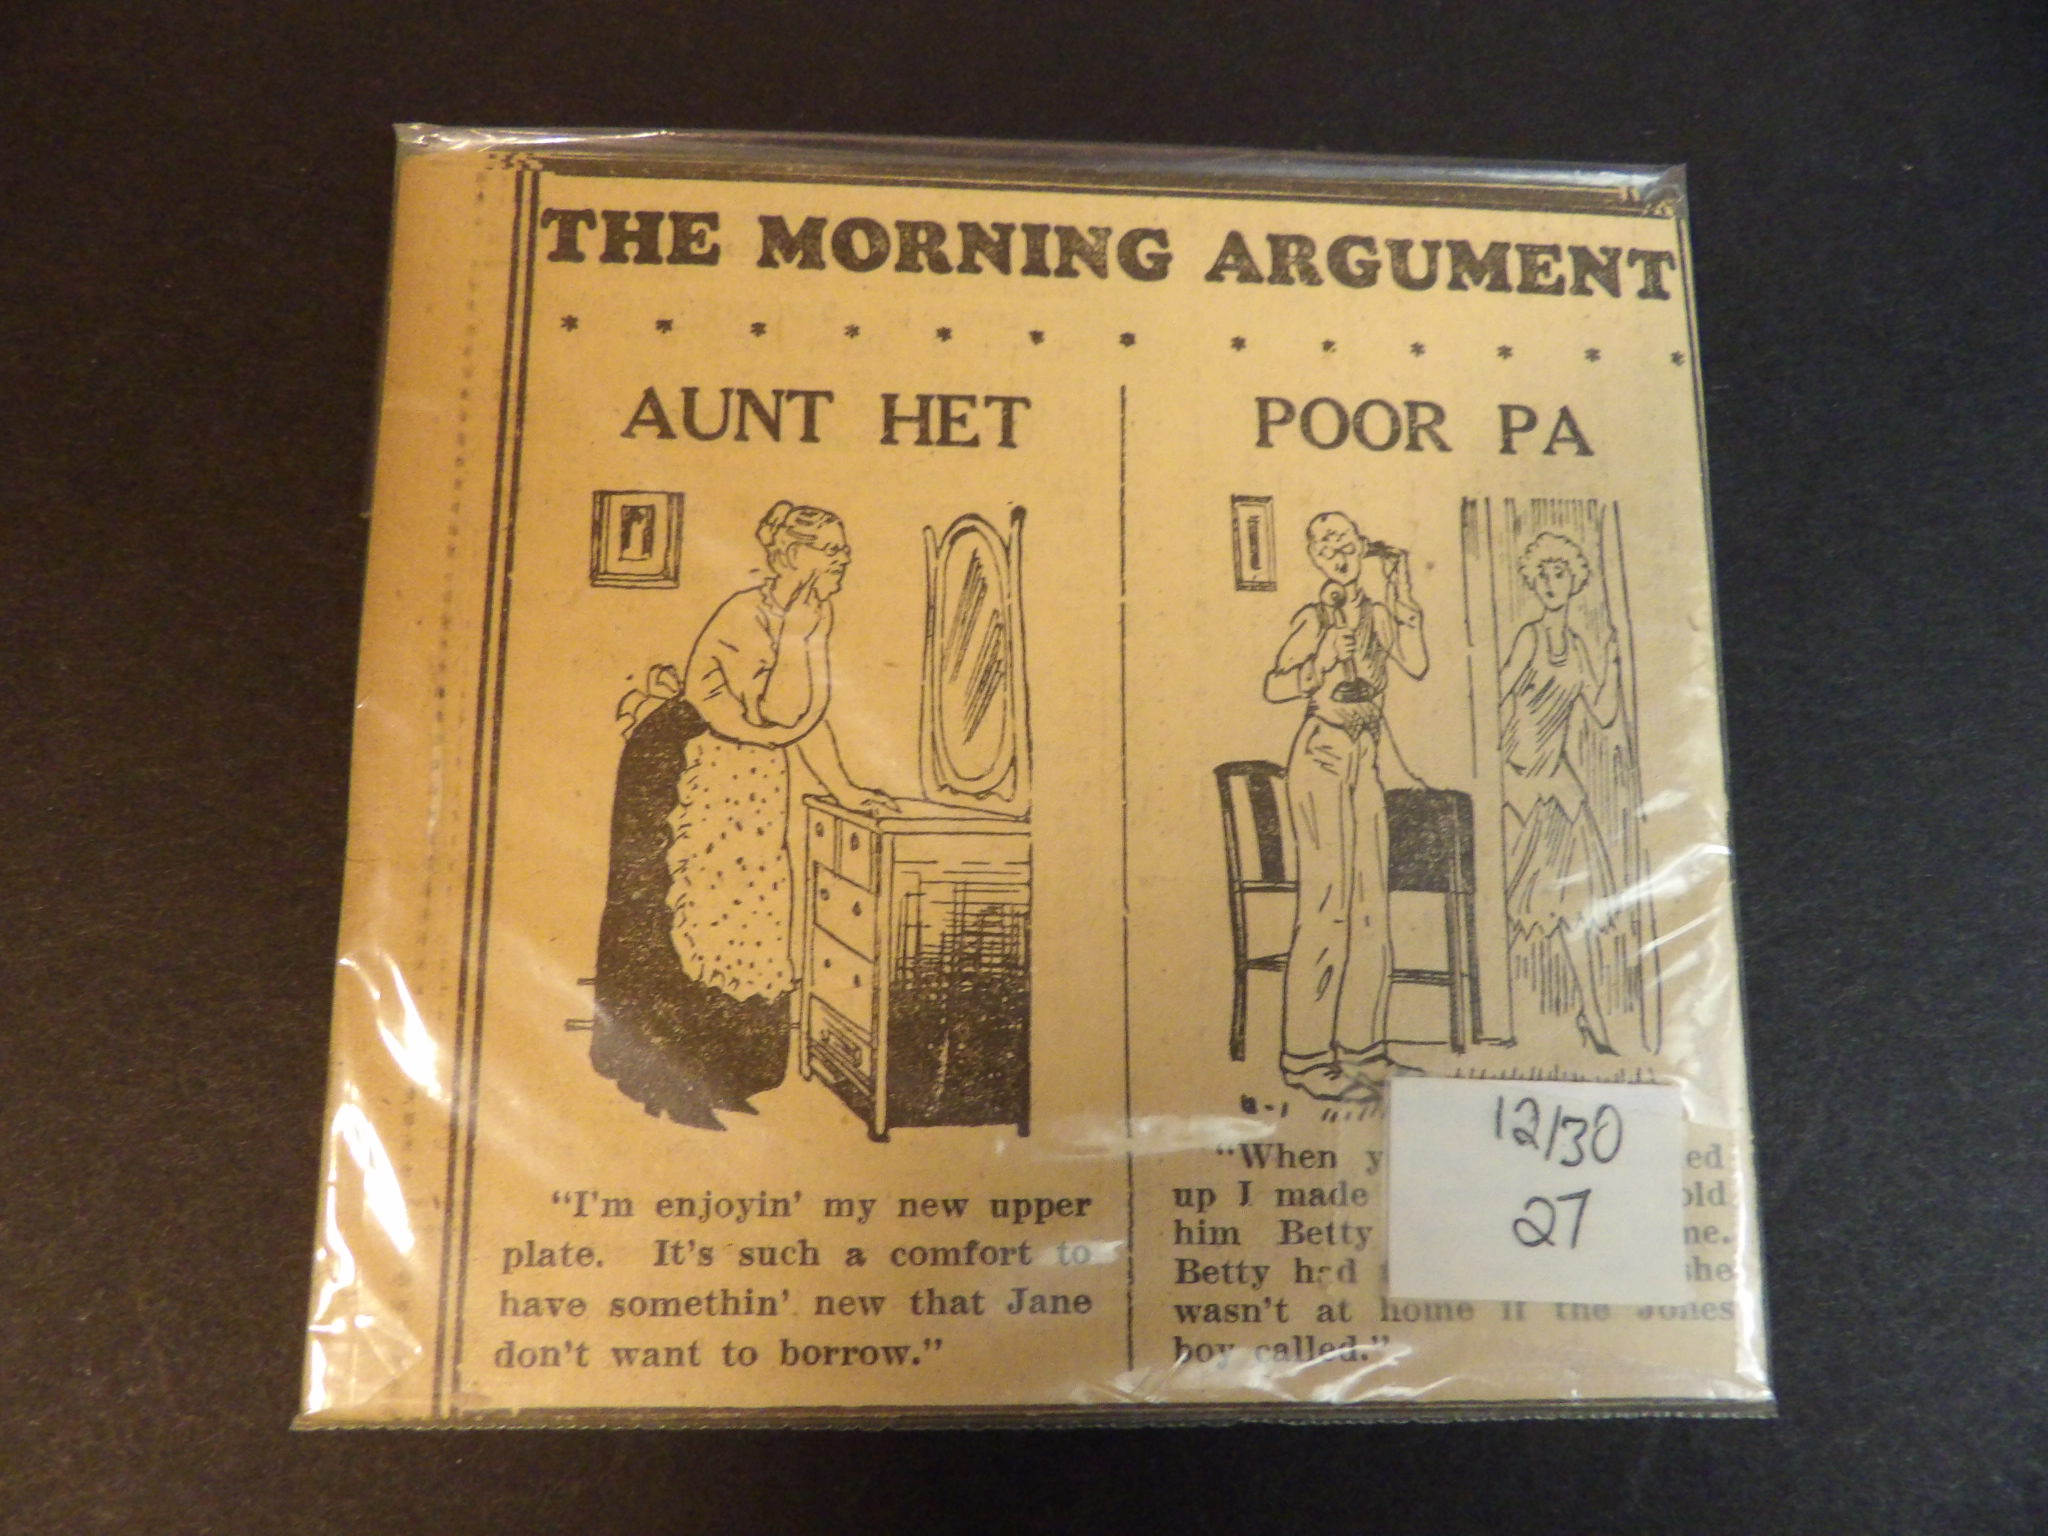 THE MORNING ARGUMENT
* * * * * * * * * * * * *
AUNT HET
"I'm enjoyin' my new upper
plate. It's such a comfort to
have somethin' new that Jane
don't want to borrow."
POOR PA
"When
up I made
him Betty
Betty had she
wasn't at home if the Jones
boy called."
12/30
27